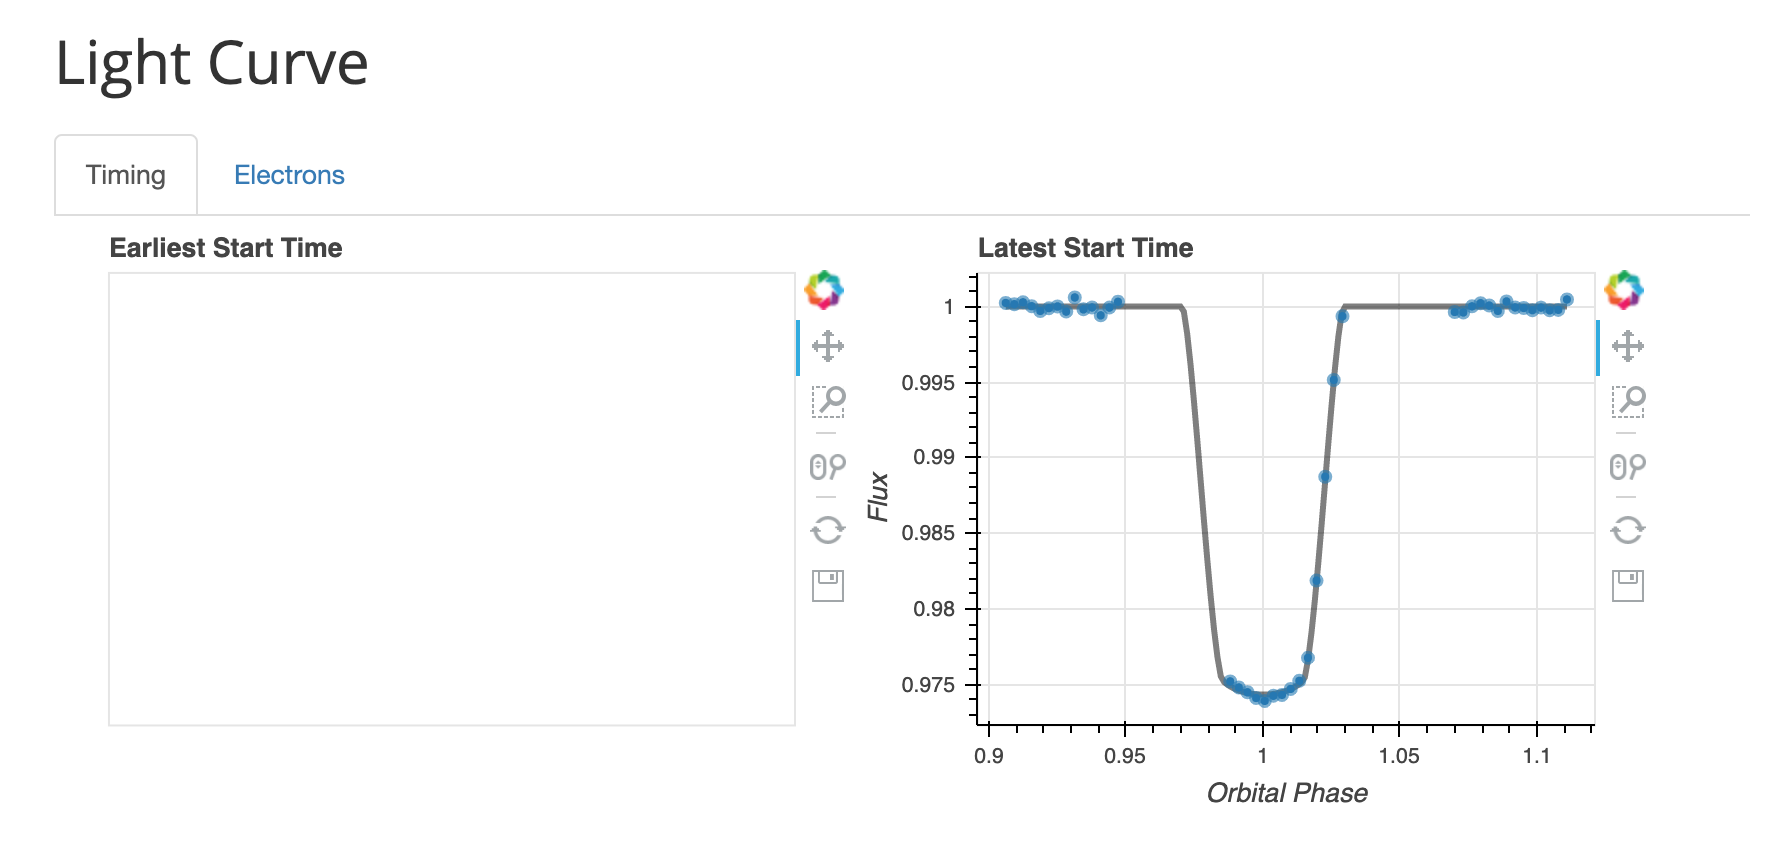 Light Curve
Timing
Electrons
Earliest Start Time
Latest Start Time
1
0.995
0.99
0.985
0.98
0.975
Flux
0.9
0.95
1
1.05
1.1
Orbital Phase